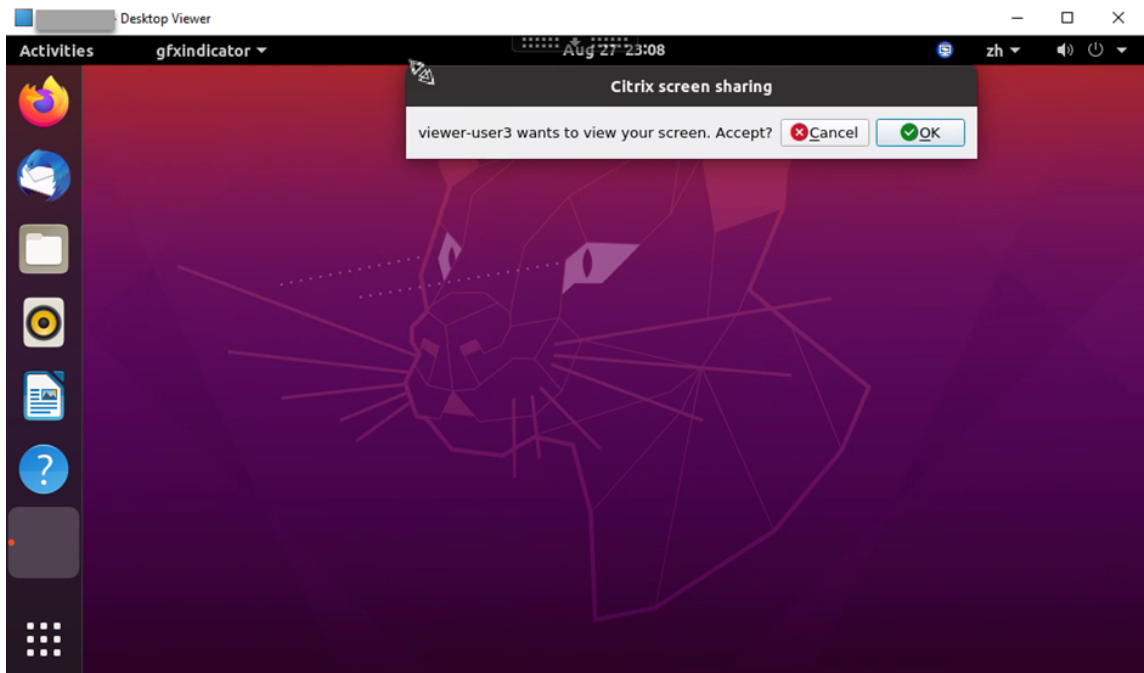 - Desktop Viewer
Activities gfxindicator Aug 27 23:08 zh
Citrix screen sharing
viewer-user3 wants to view your screen. Accept? Cancel OK
?